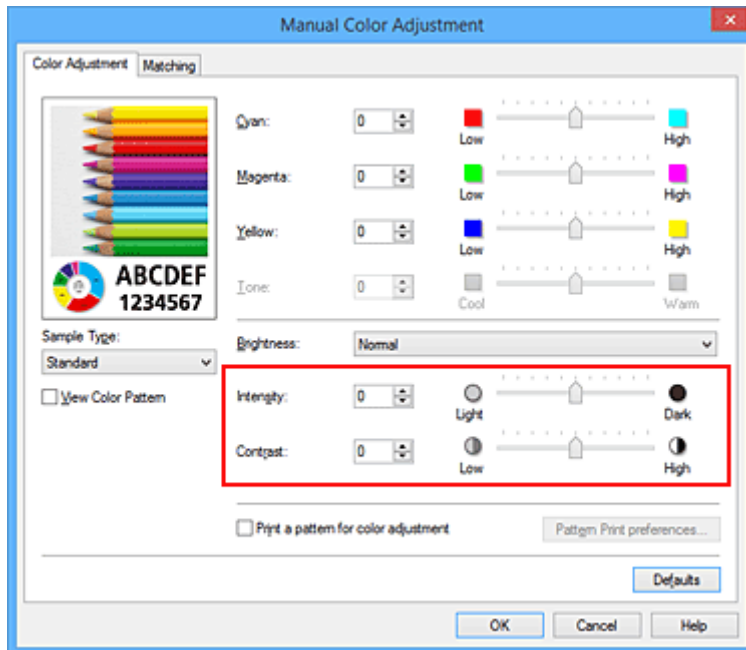 Manual Color Adjustment
Color Adjustment Matching
ABCDEF
1234567
Sample Type:
Standard
View Color Pattern
Cyan: 0 Low High
Magenta: 0 Low High
Yellow: 0 Low High
Tone: 0 Cool Warm
Brightness: Normal
Intensity: 0 Light Dark
Contrast: 0 Low High
Print a pattern for color adjustment Pattern Print preferences...
Defaults
OK Cancel Help